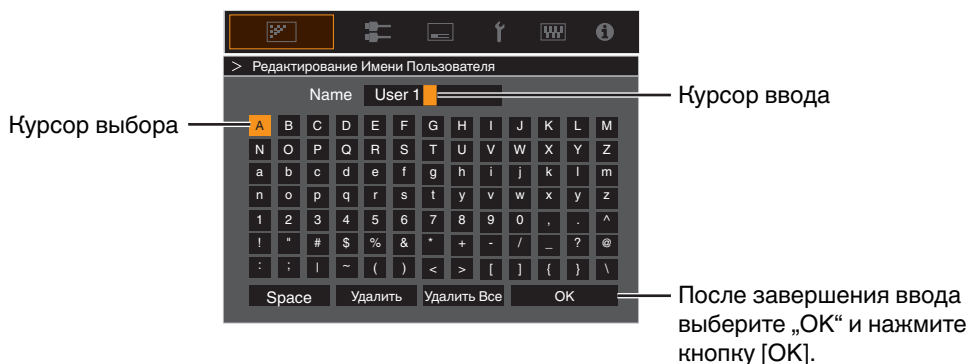 > Редактирование Имени Пользователя
Name User 1
Курсор ввода
Курсор выбора
A B C D E F G H I J K L M
N O P Q R S T U V W X Y Z
a b c d e f g h i j k l m
n o p q r s t y v w x y z
1 2 3 4 5 6 7 8 9 0 , . ^
! " # $ % & * + - / _ ? @
: ; | ~ ( ) < > [ ] { } \
Space Удалить Удалить Все OK
После завершения ввода
выберите „OK“ и нажмите
кнопку [OK].